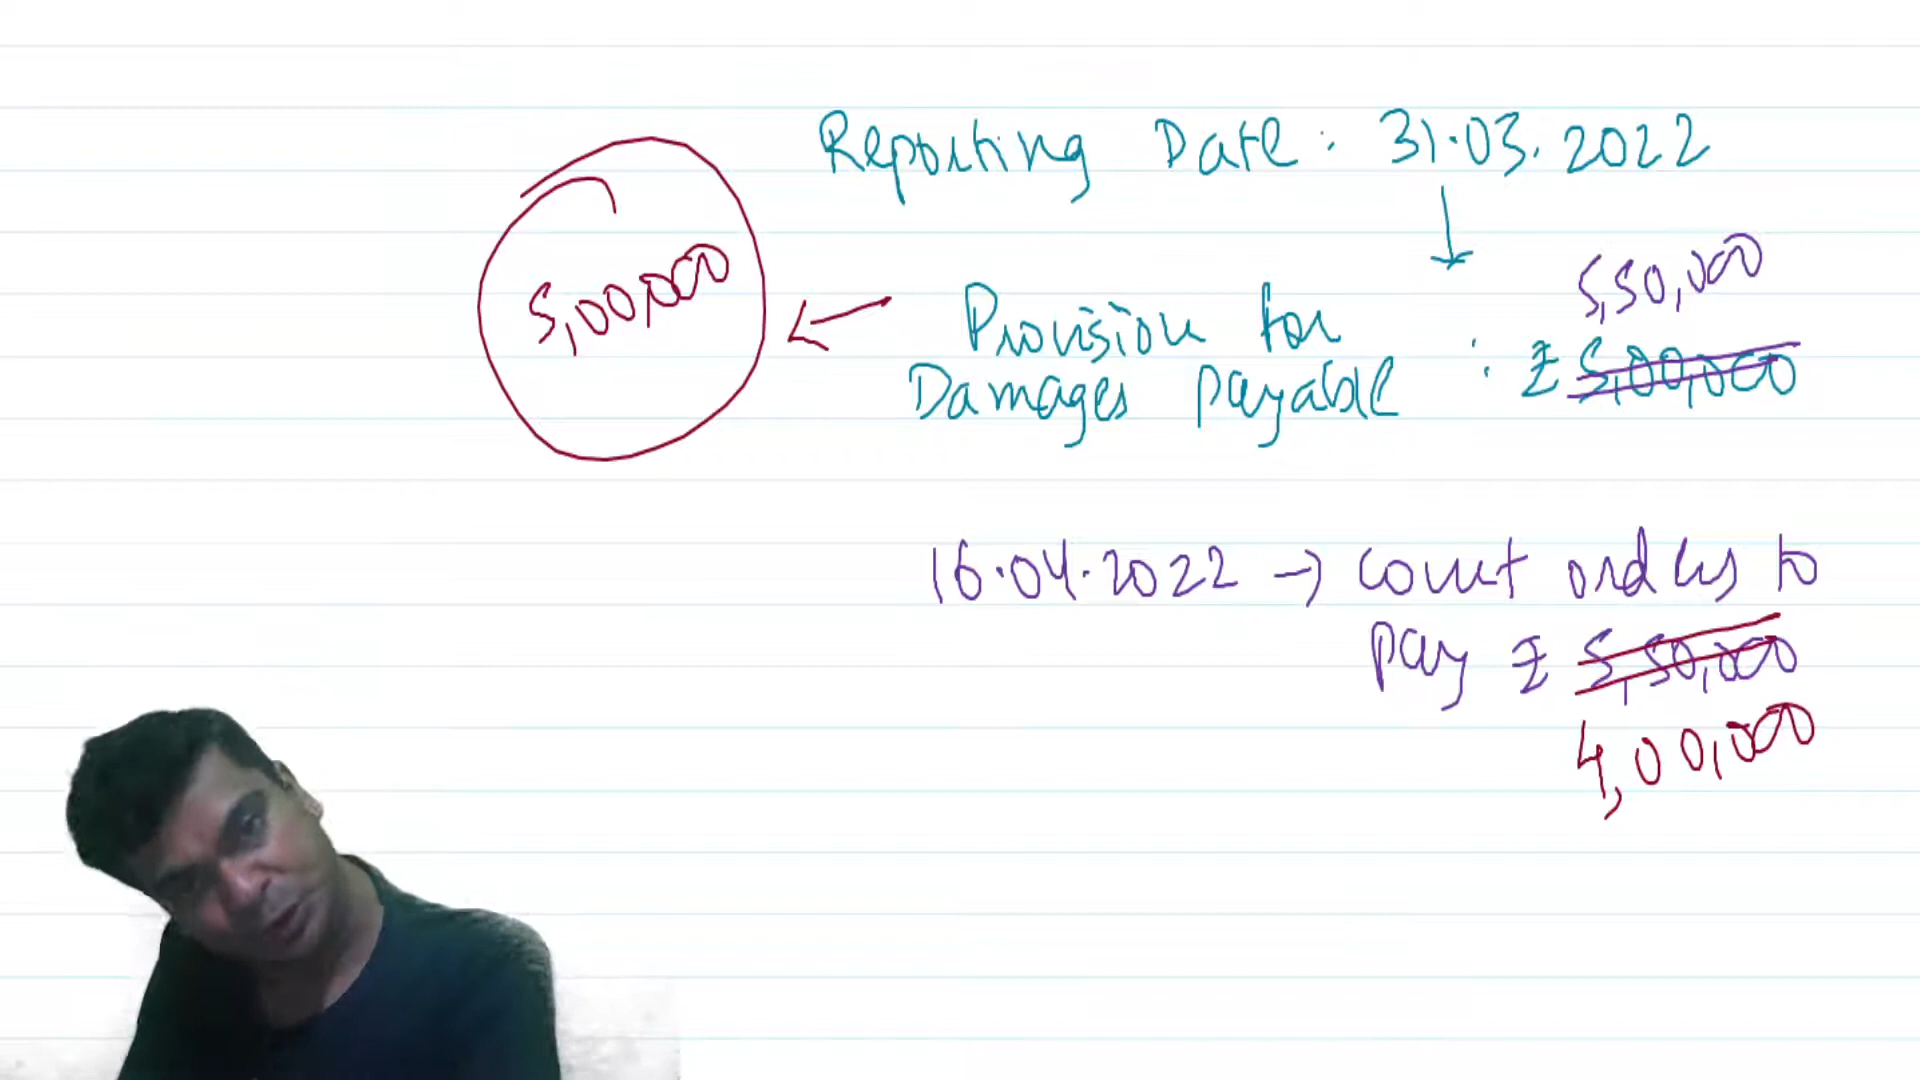 Reporting Date : 31.03.2022
5,50,000
5,00,000 ← Provision for
Damages payable : ₹ 5,00,000
16.04.2022 → Court orders to
pay ₹ 5,50,000
4,00,000